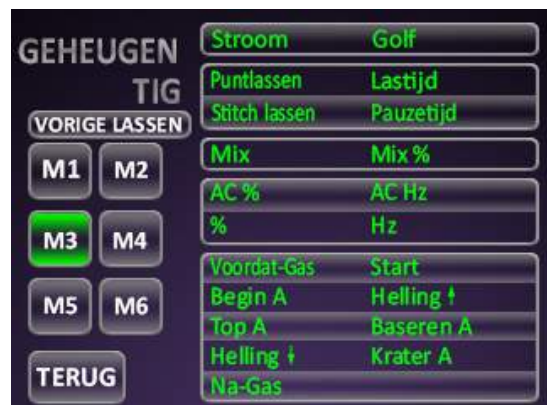 GEHEUGEN
TIG
VORIGE LASSEN
M1 M2
M3 M4
M5 M6
TERUG
Stroom Golf
Puntlassen Lastijd
Stitch lassen Pauzetijd
Mix Mix %
AC % AC Hz
% Hz
Voordat-Gas Start
Begin A Helling
Top A Baseren A
Helling Krater A
Na-Gas